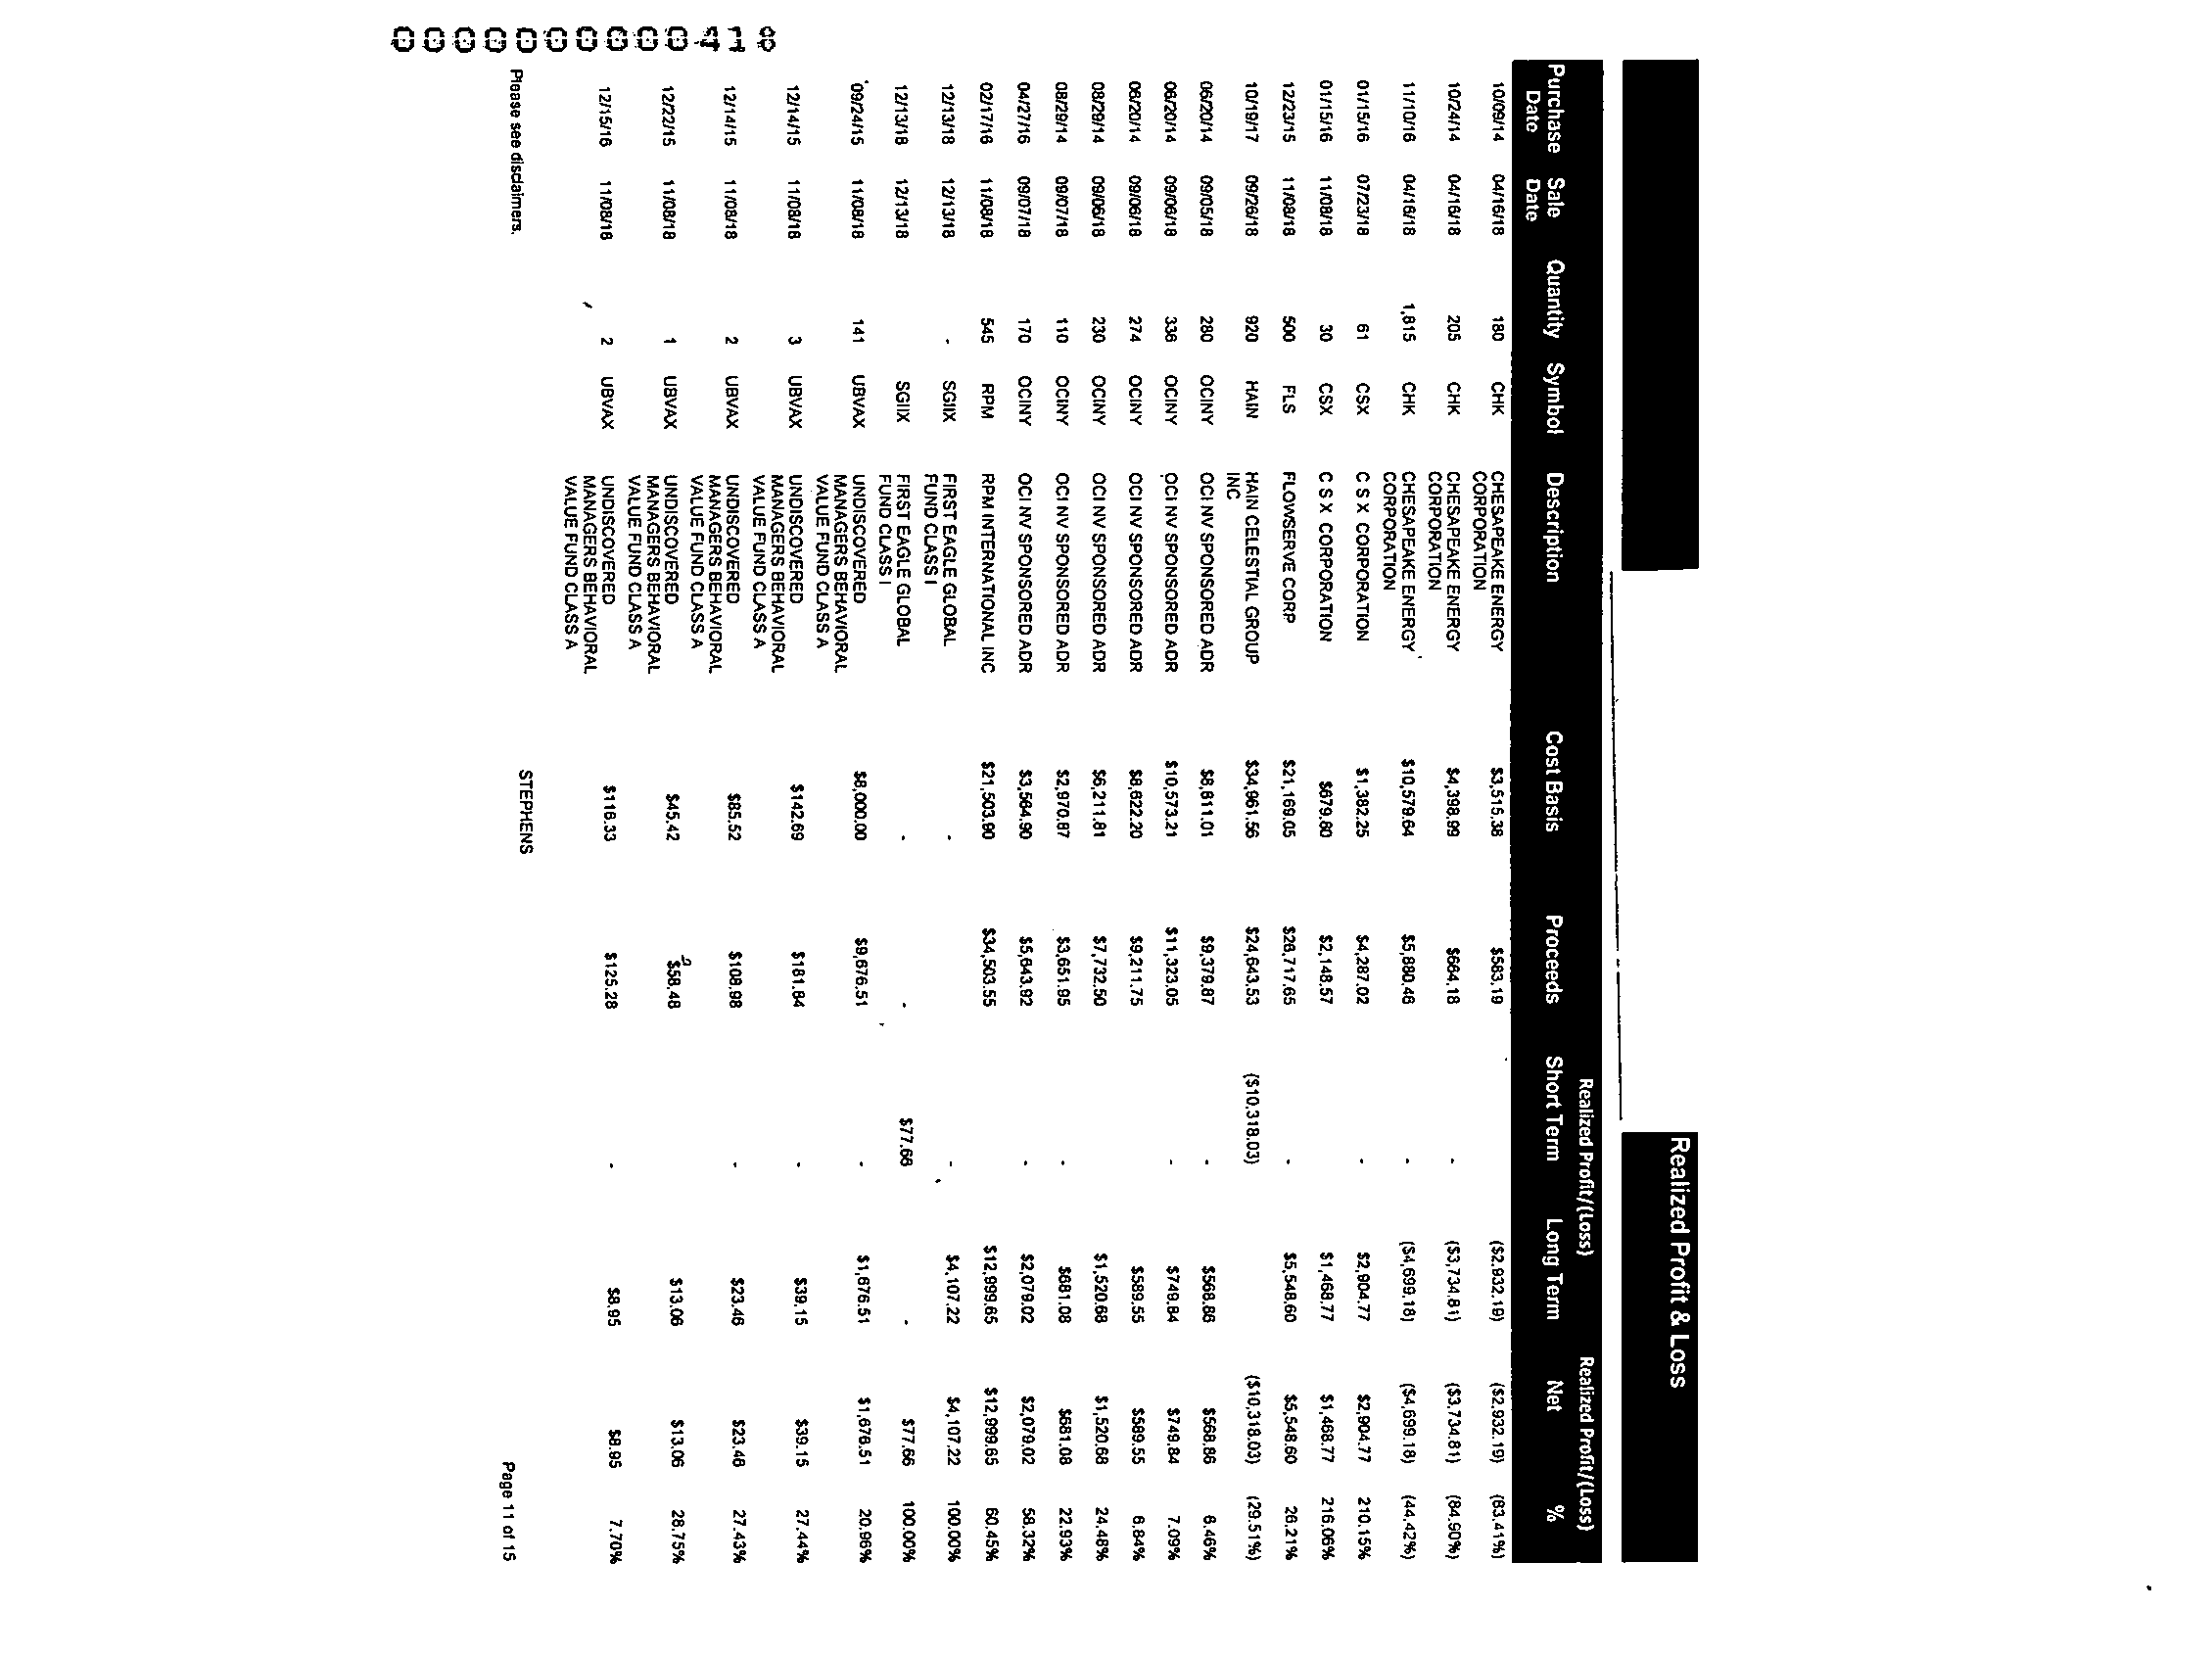 Realized Profit & Loss
Realized Profit/(Loss) Realized Profit/(Loss)
Purchase Date Sale Date Quantity Symbol Description Cost Basis Proceeds Short Term Long Term Net %
10/09/14 04/16/18 180 CHK CHESAPEAKE ENERGY $3,515.38 $583.19 ($2,932.19) ($2,932.19) (83.41%)
CORPORATION
10/24/14 04/16/18 205 CHK CHESAPEAKE ENERGY $4,398.99 $664.18 - ($3,734.81) ($3,734.81) (84.90%)
CORPORATION
11/10/16 04/16/18 1,815 CHK CHESAPEAKE ENERGY $10,579.64 $5,880.46 - ($4,699.18) ($4,699.18) (44.42%)
CORPORATION
01/15/16 07/23/18 61 CSX C S X CORPORATION $1,382.25 $4,287.02 - $2,904.77 $2,904.77 210.15%
01/15/16 11/08/18 30 CSX C S X CORPORATION $679.80 $2,148.57 $1,468.77 $1,468.77 216.06%
12/23/15 11/08/18 500 FLS FLOWSERVE CORP $21,169.05 $26,717.65 - $5,548.60 $5,548.60 26.21%
10/19/17 09/26/18 920 HAIN HAIN CELESTIAL GROUP $34,961.56 $24,643.53 ($10,318.03) ($10,318.03) (29.51%)
INC
06/20/14 09/05/18 280 OCINY OCI NV SPONSORED ADR $8,811.01 $9,379.87 - $568.86 $568.86 6.46%
06/20/14 09/06/18 336 OCINY OCI NV SPONSORED ADR $10,573.21 $11,323.05 - $749.84 $749.84 7.09%
06/20/14 09/06/18 274 OCINY OCI NV SPONSORED ADR $8,622.20 $9,211.75 $589.55 $589.55 6.84%
08/29/14 09/06/18 230 OCINY OCI NV SPONSORED ADR $6,211.81 $7,732.50 $1,520.68 $1,520.68 24.48%
08/29/14 09/07/18 110 OCINY OCI NV SPONSORED ADR $2,970.87 $3,651.95 - $681.08 $681.08 22.93%
04/27/16 09/07/18 170 OCINY OCI NV SPONSORED ADR $3,564.90 $5,643.92 - $2,079.02 $2,079.02 58.32%
02/17/16 11/08/18 545 RPM RPM INTERNATIONAL INC $21,503.90 $34,503.55 $12,999.65 $12,999.65 60.45%
12/13/18 12/13/18 - SGIIX FIRST EAGLE GLOBAL - - $4,107.22 $4,107.22 100.00%
FUND CLASS I
12/13/18 12/13/18 SGIIX FIRST EAGLE GLOBAL - - $77.66 - $77.66 100.00%
FUND CLASS I
09/24/15 11/08/18 141 UBVAX UNDISCOVERED $8,000.00 $9,676.51 - $1,676.51 $1,676.51 20.96%
MANAGERS BEHAVIORAL
VALUE FUND CLASS A
12/14/15 11/08/18 3 UBVAX UNDISCOVERED $142.69 $181.84 - $39.15 $39.15 27.44%
MANAGERS BEHAVIORAL
VALUE FUND CLASS A
12/14/15 11/08/18 2 UBVAX UNDISCOVERED $85.52 $108.98 - $23.46 $23.46 27.43%
MANAGERS BEHAVIORAL
VALUE FUND CLASS A
12/22/15 11/08/18 1 UBVAX UNDISCOVERED $45.42 $58.48 $13.06 $13.06 28.75%
MANAGERS BEHAVIORAL
VALUE FUND CLASS A
12/15/16 11/08/18 2 UBVAX UNDISCOVERED $116.33 $125.28 - $8.95 $8.95 7.70%
MANAGERS BEHAVIORAL
VALUE FUND CLASS A
Please see disclaimers. STEPHENS Page 11 of 15
0000000000418